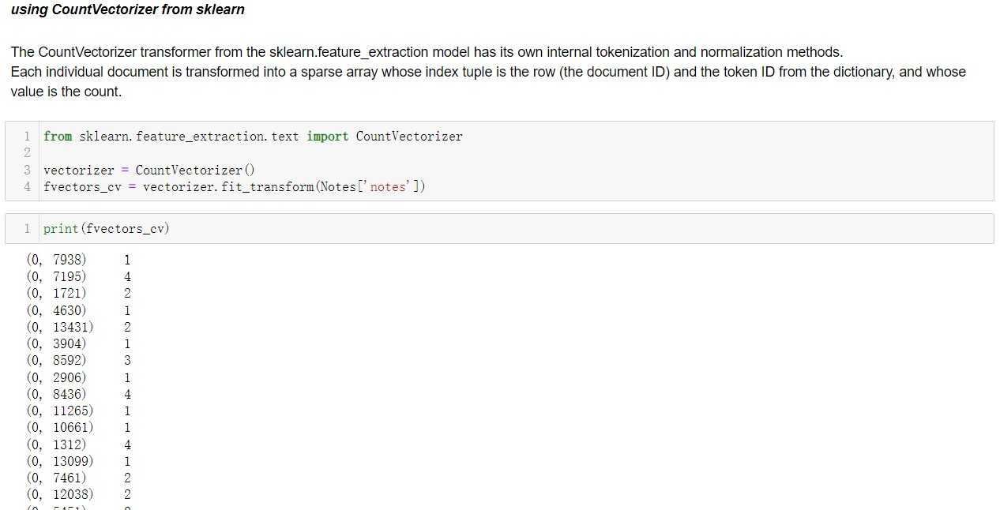 using CountVectorizer from sklearn
The CountVectorizer transformer from the sklearn.feature_extraction model has its own internal tokenization and normalization methods.
Each individual document is transformed into a sparse array whose index tuple is the row (the document ID) and the token ID from the dictionary, and whose
value is the count.
1 from sklearn.feature_extraction.text import CountVectorizer
2
3 vectorizer = CountVectorizer()
4 fvectors_cv = vectorizer.fit_transform(Notes['notes'])
1 print(fvectors_cv)
(0, 7938) 1
(0, 7195) 4
(0, 1721) 2
(0, 4630) 1
(0, 13431) 2
(0, 3904) 1
(0, 8592) 3
(0, 2906) 1
(0, 8436) 4
(0, 11265) 1
(0, 10661) 1
(0, 1312) 4
(0, 13099) 1
(0, 7461) 2
(0, 12038) 2